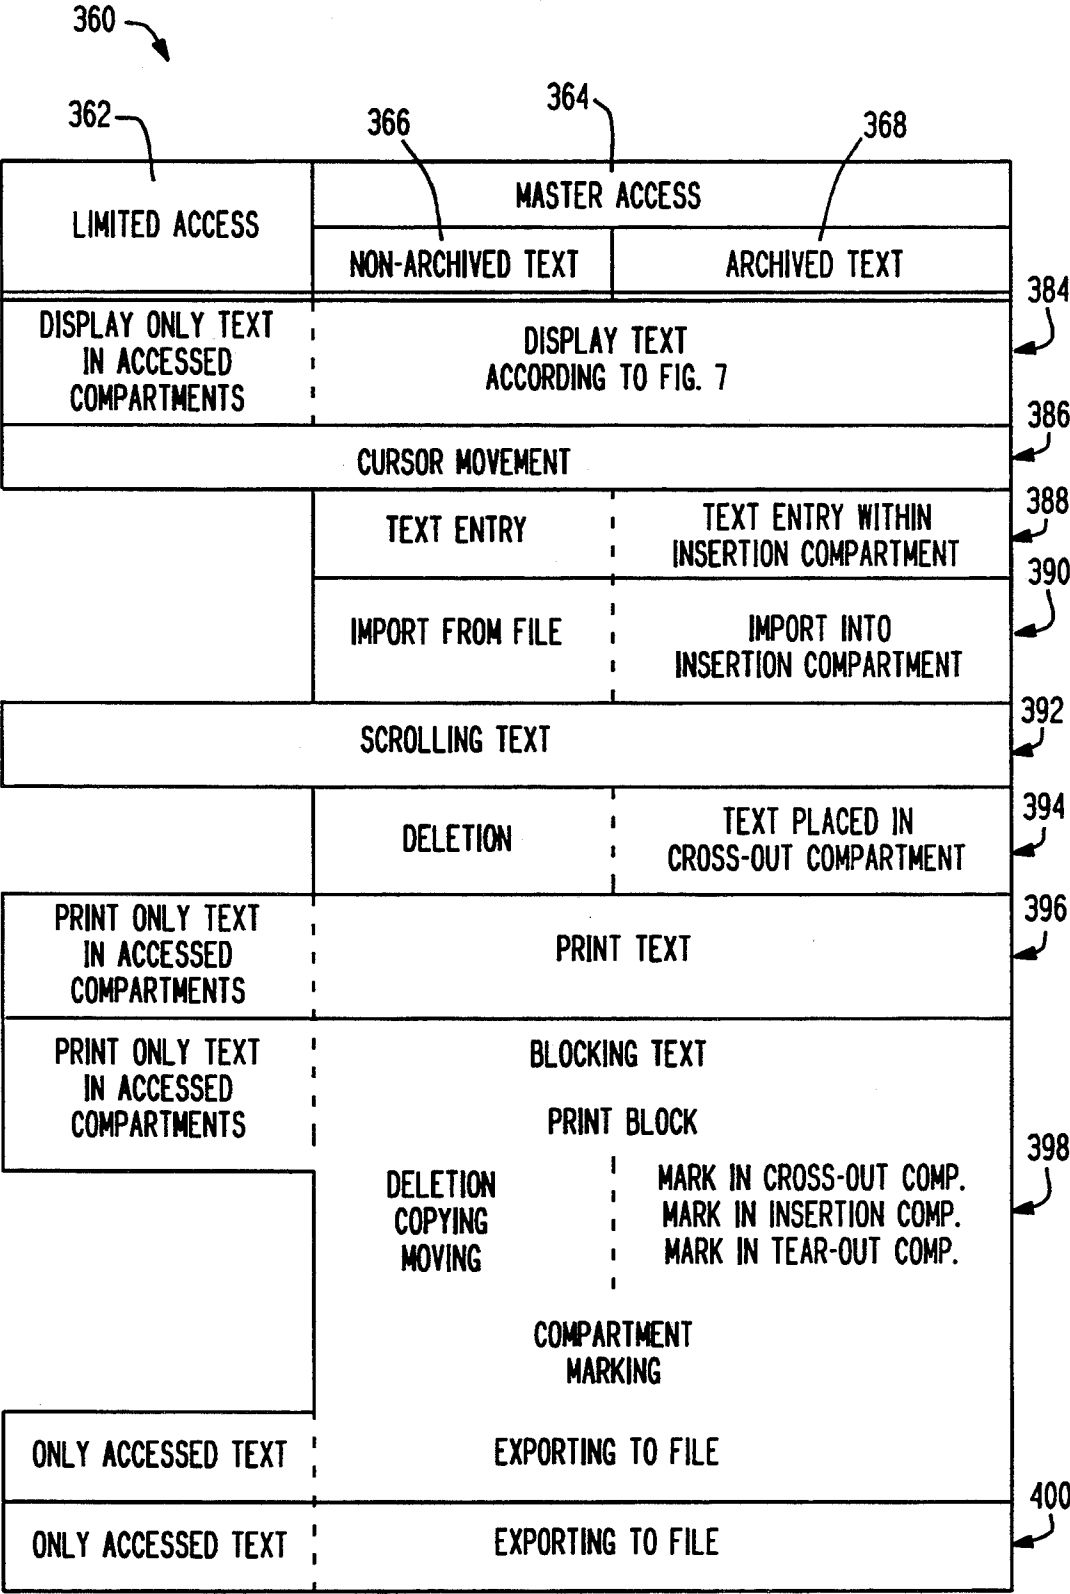 360
362
366
364
368
LIMITED ACCESS
MASTER ACCESS
NON-ARCHIVED TEXT
ARCHIVED TEXT
384
DISPLAY ONLY TEXT
IN ACCESSED
COMPARTMENTS
DISPLAY TEXT
ACCORDING TO FIG. 7
386
CURSOR MOVEMENT
388
TEXT ENTRY
TEXT ENTRY WITHIN
INSERTION COMPARTMENT
390
IMPORT FROM FILE
IMPORT INTO
INSERTION COMPARTMENT
392
SCROLLING TEXT
394
DELETION
TEXT PLACED IN
CROSS-OUT COMPARTMENT
396
PRINT ONLY TEXT
IN ACCESSED
COMPARTMENTS
PRINT TEXT
PRINT ONLY TEXT
IN ACCESSED
COMPARTMENTS
BLOCKING TEXT
PRINT BLOCK
398
DELETION
COPYING
MOVING
MARK IN CROSS-OUT COMP.
MARK IN INSERTION COMP.
MARK IN TEAR-OUT COMP.
COMPARTMENT
MARKING
ONLY ACCESSED TEXT
EXPORTING TO FILE
400
ONLY ACCESSED TEXT
EXPORTING TO FILE